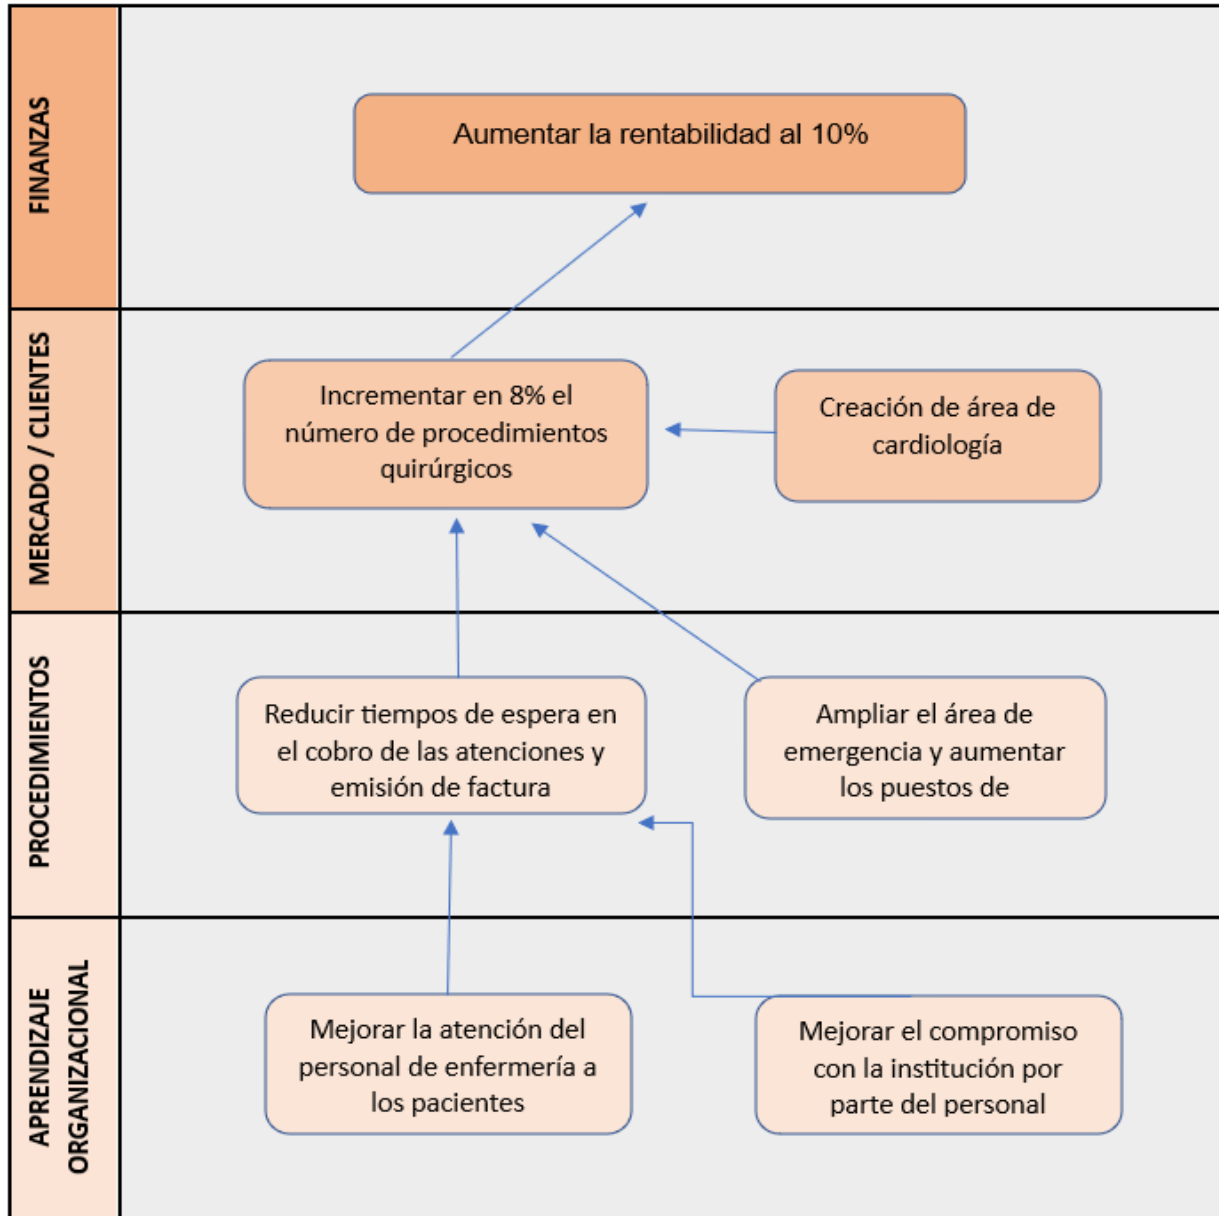 FINANZAS
Aumentar la rentabilidad al 10%
MERCADO / CLIENTES
Incrementar en 8% el
número de procedimientos
quirúrgicos
Creación de área de
cardiología
PROCEDIMIENTOS
Reducir tiempos de espera en
el cobro de las atenciones y
emisión de factura
Ampliar el área de
emergencia y aumentar
los puestos de
APRENDIZAJE
ORGANIZACIONAL
Mejorar la atención del
personal de enfermería a
los pacientes
Mejorar el compromiso
con la institución por
parte del personal